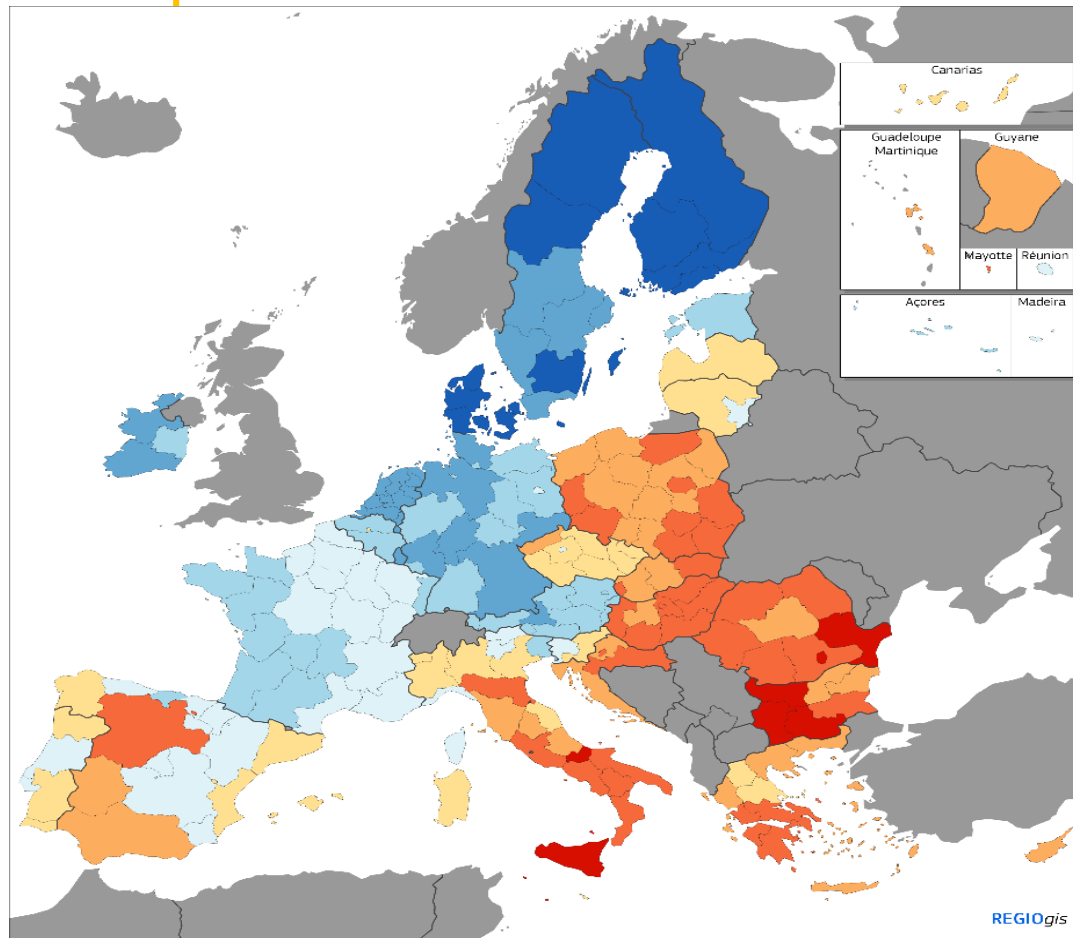 Canarias
Guadeloupe
Martinique
Guyane
Mayotte
Réunion
Açores
Madeira
REGIOgis